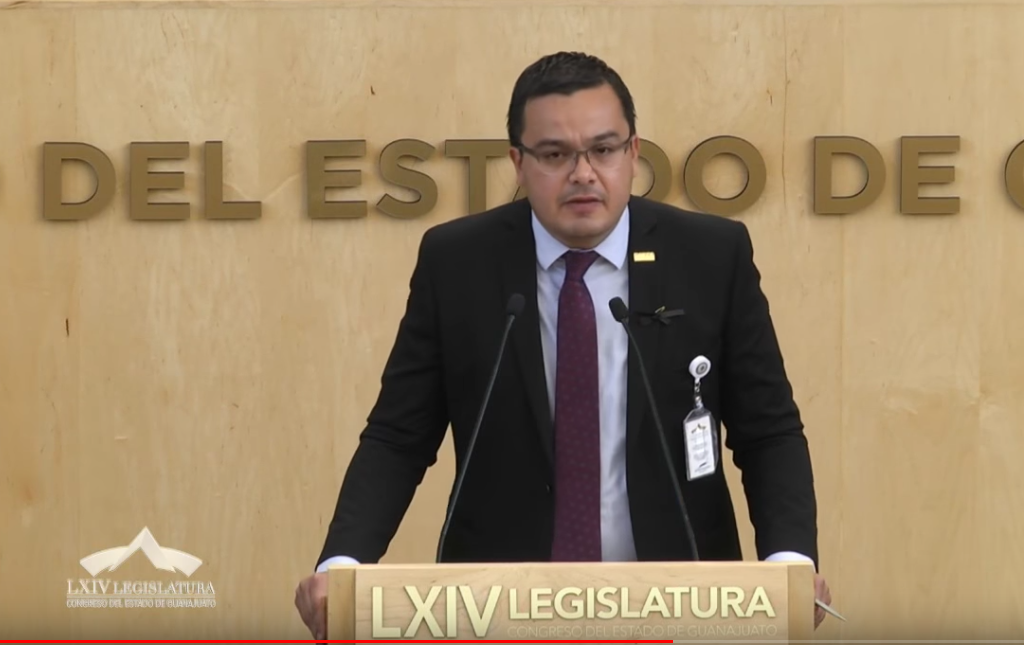 DEL ESTADO DE
LXIV LEGISLATURA
CONGRESO DEL ESTADO DE GUANAJUATO
LXIV LEGISLATURA
CONGRESO DEL ESTADO DE GUANAJUATO